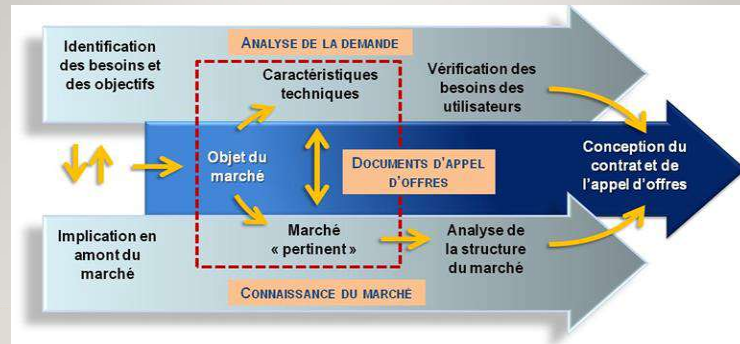 ANALYSE DE LA DEMANDE
Identification
des besoins et
des objectifs
Caractéristiques
techniques
Vérification des
besoins des
utilisateurs
Objet du
marché
DOCUMENTS D'APPEL
D'OFFRES
Conception du
contrat et de
l'appel d'offres
Implication en
amont du
marché
Marché
« pertinent »
Analyse de
la structure
du marché
CONNAISSANCE DU MARCHÉ